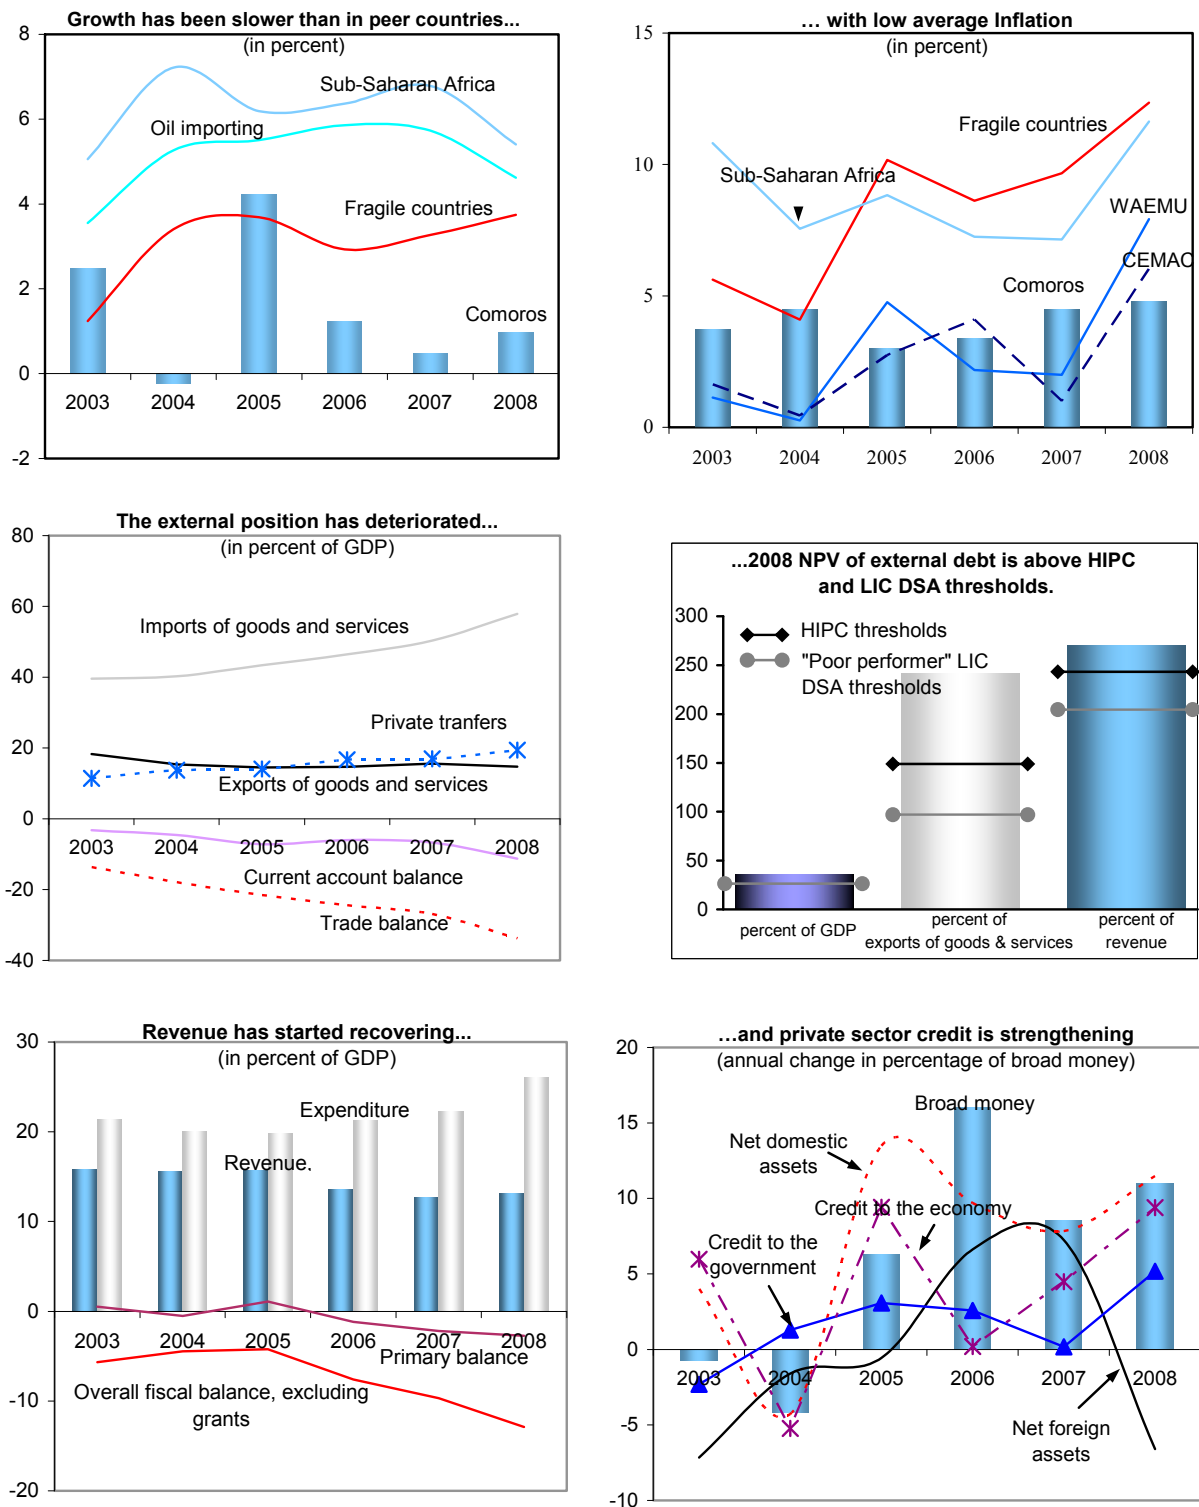 Growth has been slower than in peer countries...
(in percent)
8
6
4
2
0
-2
Sub-Saharan Africa
Oil importing
Fragile countries
Comoros
2003 2004 2005 2006 2007 2008
... with low average Inflation
(in percent)
15
10
5
0
Fragile countries
Sub-Saharan Africa
WAEMU
CEMAC
Comoros
2003 2004 2005 2006 2007 2008
The external position has deteriorated...
(in percent of GDP)
80
60
40
20
0
-20
-40
Imports of goods and services
Private tranfers
Exports of goods and services
2003 2004 2005 2006 2007 2008
Current account balance
Trade balance
...2008 NPV of external debt is above HIPC
and LIC DSA thresholds.
300
250
200
150
100
50
0
HIPC thresholds
"Poor performer" LIC
DSA thresholds
percent of GDP
percent of
exports of goods & services
percent of
revenue
Revenue has started recovering...
(in percent of GDP)
30
20
10
0
-10
-20
Expenditure
Revenue.
2003 2004 2005 2006 2007 2008
Primary balance
Overall fiscal balance, excluding
grants
...and private sector credit is strengthening
(annual change in percentage of broad money)
20
15
10
5
0
-5
-10
Broad money
Net domestic
assets
Credit to the economy
Credit to the
government
2003 2004 2005 2006 2007 2008
Net foreign
assets